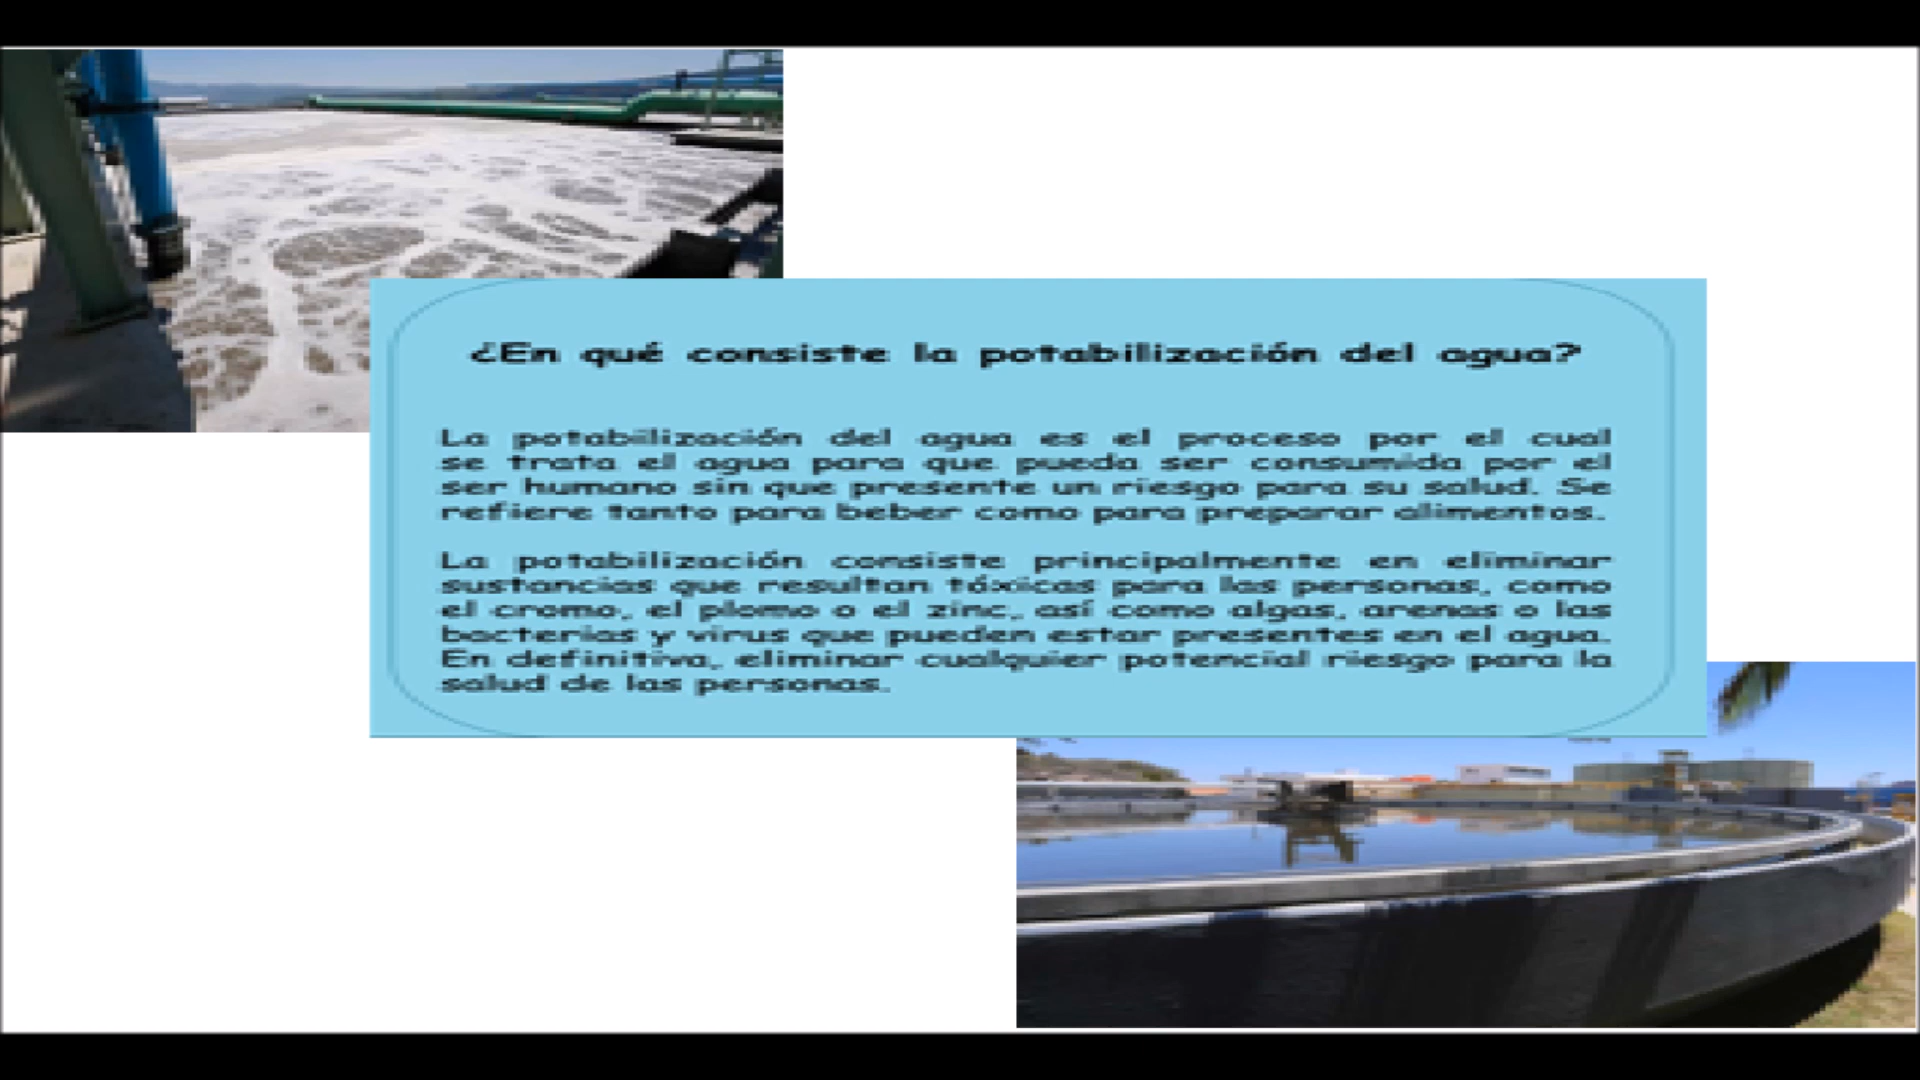 ¿En qué consiste la potabilización del agua?
La potabilización del agua es el proceso por el cual
se trata el agua para que pueda ser consumida por el
ser humano sin que presente un riesgo para su salud. Se
refiere tanto para beber como para preparar alimentos.
La potabilización consiste principalmente en eliminar
sustancias que resultan tóxicas para las personas, como
el cromo, el plomo o el zinc, así como algas, arenas o las
bacterias y virus que pueden estar presentes en el agua.
En definitiva, eliminar cualquier potencial riesgo para la
salud de las personas.